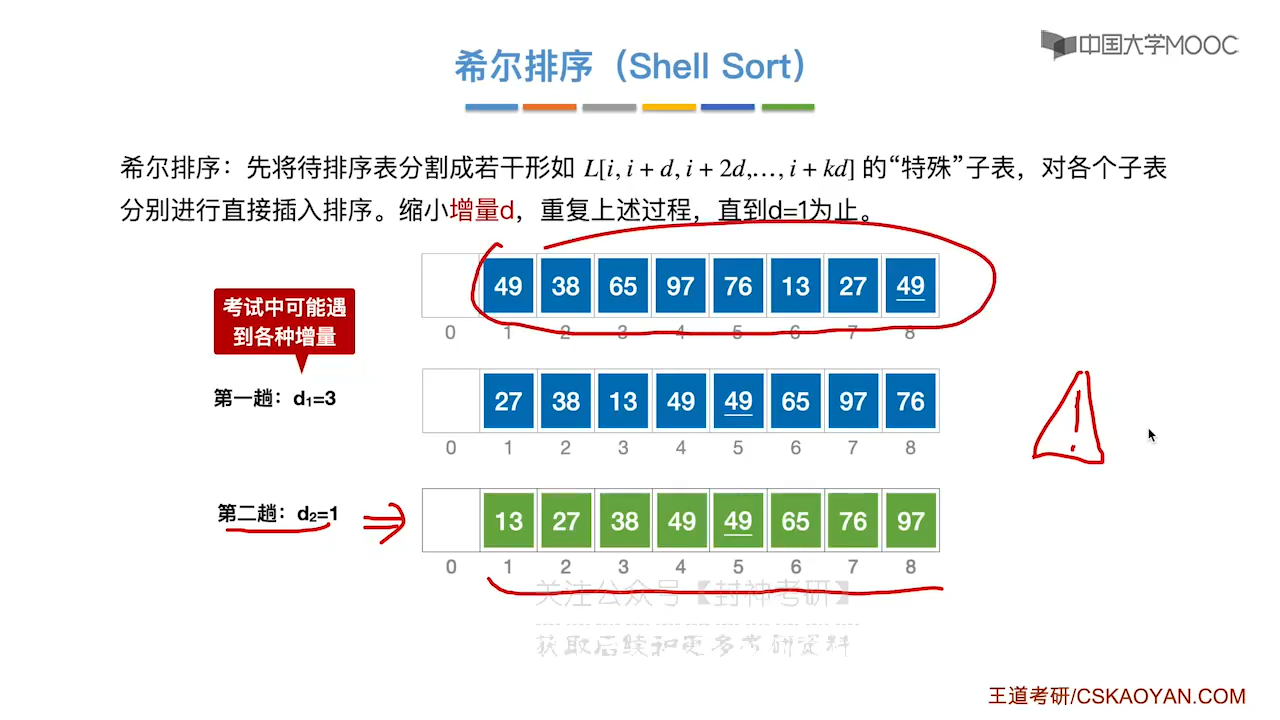 中国大学MOOC
希尔排序（Shell Sort）
希尔排序：先将待排序表分割成若干形如 L[i, i + d, i + 2d,…, i + kd] 的“特殊”子表，对各个子表
分别进行直接插入排序。缩小增量d，重复上述过程，直到d=1为止。
49 38 65 97 76 13 27 49
0 1 2 3 4 5 6 7 8
考试中可能遇
到各种增量
第一趟：d₁=3
27 38 13 49 49 65 97 76
0 1 2 3 4 5 6 7 8
第二趟：d₂=1
13 27 38 49 49 65 76 97
0 1 2 3 4 5 6 7 8
关注公众号【封神考研】
获取后续和更多考研资料
王道考研/CSKAOYAN.COM